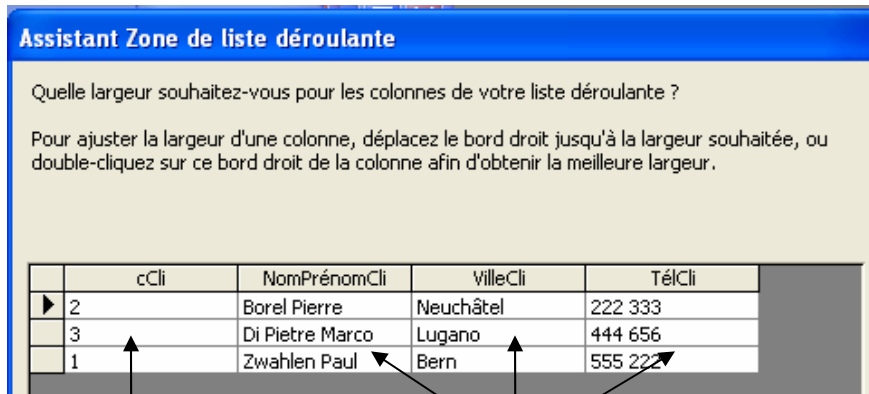 Assistant Zone de liste déroulante
Quelle largeur souhaitez-vous pour les colonnes de votre liste déroulante ?
Pour ajuster la largeur d'une colonne, déplacez le bord droit jusqu'à la largeur souhaitée, ou
double-cliquez sur ce bord droit de la colonne afin d'obtenir la meilleure largeur.
cCli NomPrénomCli VilleCli TélCli
2 Borel Pierre Neuchâtel 222 333
3 Di Pietre Marco Lugano 444 656
1 Zwahlen Paul Bern 555 222